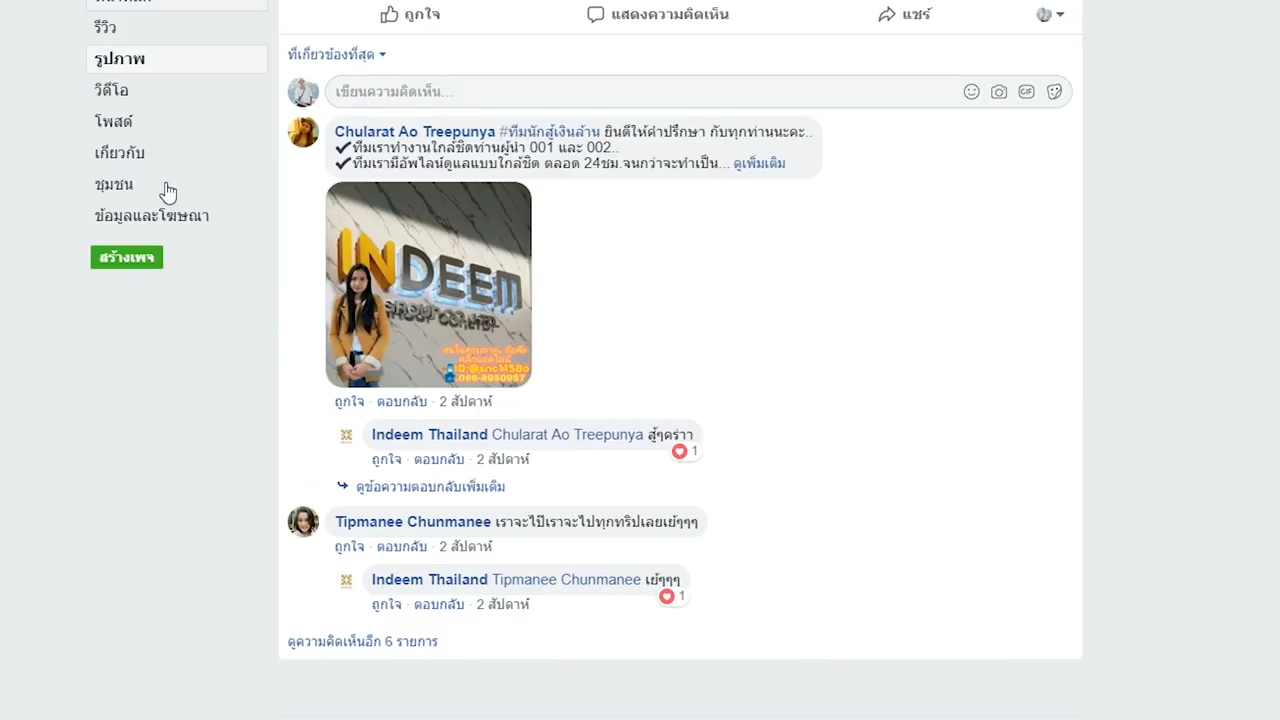 ถูกใจ
แสดงความคิดเห็น
แชร์
รีวิว
รูปภาพ
วิดีโอ
โพสต์
เกี่ยวกับ
ชุมชน
ข้อมูลและโฆษณา
สร้างเพจ
ที่เกี่ยวข้องที่สุด
เขียนความคิดเห็น...
GIF
Chularat Ao Treepunya #ทีมนักสู้เงินล้าน ยินดีให้คำปรึกษา กับทุกท่านนะคะ..
✔ทีมเราทำงานใกล้ชิดท่านผู้นำ 001 และ 002..
✔ทีมเรามีอัพไลน์ดูแลแบบใกล้ชิด ตลอด 24ชม.จนกว่าจะทำเป็น... ดูเพิ่มเติม
INDEEM
ถูกใจ · ตอบกลับ · 2 สัปดาห์
Indeem Thailand Chularat Ao Treepunya สู้ๆคร่าา
1
ถูกใจ · ตอบกลับ · 2 สัปดาห์
ดูข้อความตอบกลับเพิ่มเติม
Tipmanee Chunmanee เราจะไป๊เราจะไปทุกทริปเลยเย้ๆๆๆ
ถูกใจ · ตอบกลับ · 2 สัปดาห์
Indeem Thailand Tipmanee Chunmanee เย้ๆๆๆ
1
ถูกใจ · ตอบกลับ · 2 สัปดาห์
ดูความคิดเห็นอีก 6 รายการ